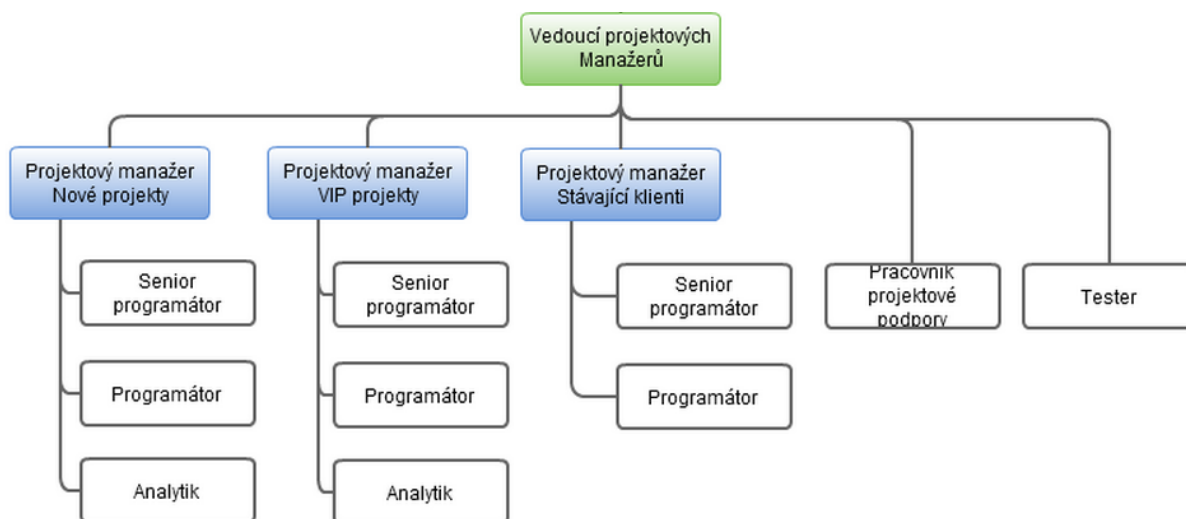 Vedoucí projektových
Manažerů
Projektový manažer
Nové projekty
Projektový manažer
VIP projekty
Projektový manažer
Stávající klienti
Senior
programátor
Senior
programátor
Senior
programátor
Pracovník
projektové
podpory
Tester
Programátor
Programátor
Programátor
Analytik
Analytik